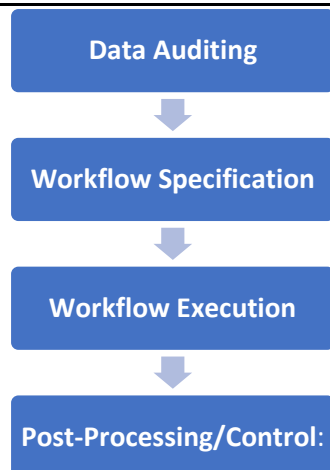 Data Auditing
Workflow Specification
Workflow Execution
Post-Processing/Control: